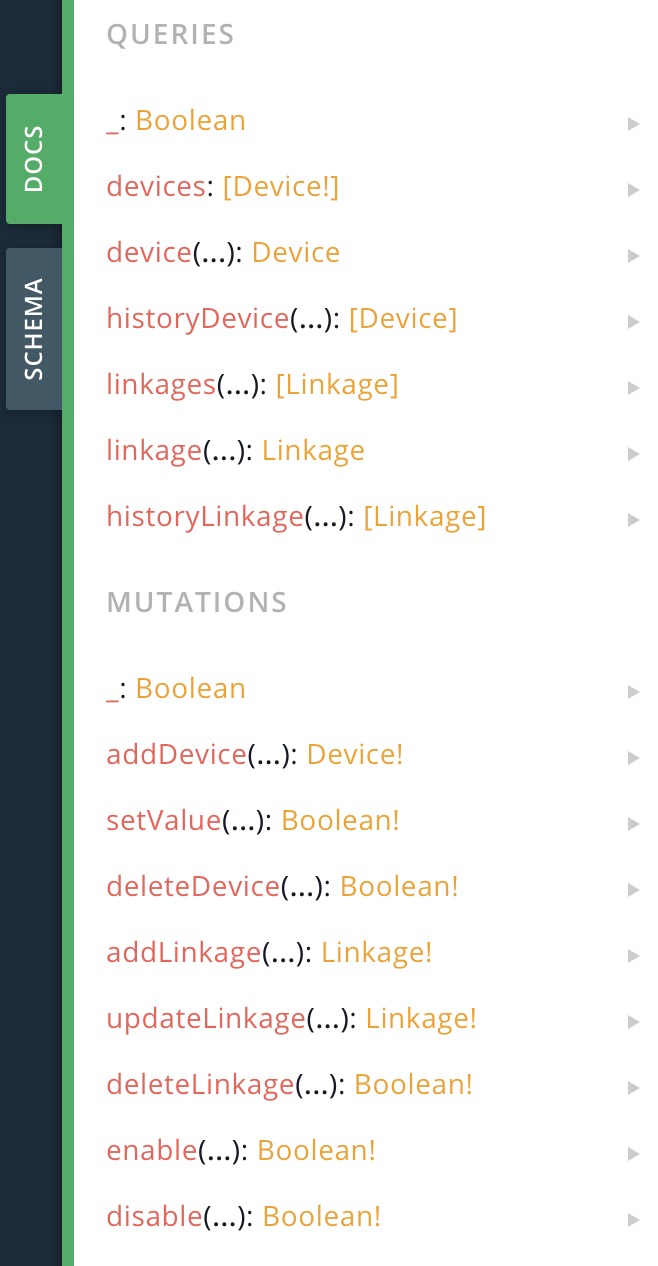 DOCS
SCHEMA
QUERIES
_: Boolean
devices: [Device!]
device(...): Device
historyDevice(...): [Device]
linkages(...): [Linkage]
linkage(...): Linkage
historyLinkage(...): [Linkage]
MUTATIONS
_: Boolean
addDevice(...): Device!
setValue(...): Boolean!
deleteDevice(...): Boolean!
addLinkage(...): Linkage!
updateLinkage(...): Linkage!
deleteLinkage(...): Boolean!
enable(...): Boolean!
disable(...): Boolean!